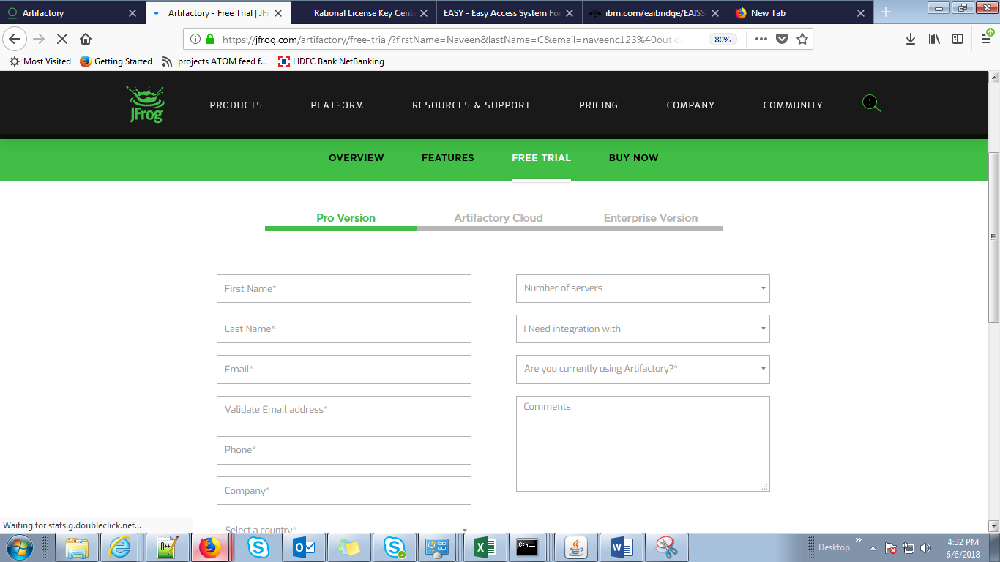 Artifactory
Artifactory - Free Trial | JFr
Rational License Key Cente
EASY - Easy Access System For
ibm.com/eaibridge/EAISS
New Tab
https://jfrog.com/artifactory/free-trial/?firstName=Naveen&lastName=C&email=naveenc123%40outlo
80%
Most Visited
Getting Started
projects ATOM feed f...
HDFC Bank NetBanking
JFrog
PRODUCTS
PLATFORM
RESOURCES & SUPPORT
PRICING
COMPANY
COMMUNITY
OVERVIEW
FEATURES
FREE TRIAL
BUY NOW
Pro Version
Artifactory Cloud
Enterprise Version
First Name*
Number of servers
Last Name*
I Need integration with
Email*
Are you currently using Artifactory?*
Validate Email address*
Comments
Phone*
Company*
Select a country*
Waiting for stats.g.doubleclick.net...
Desktop
4:32 PM
6/6/2018